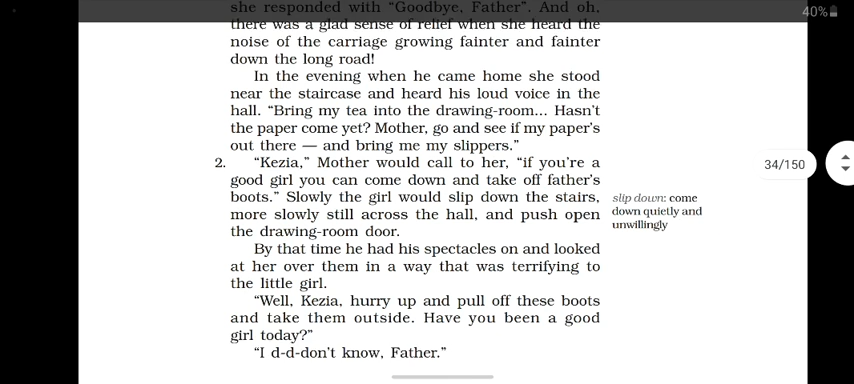 she responded with “Goodbye, Father”. And oh,
40%
there was a glad sense of relief when she heard the
noise of the carriage growing fainter and fainter
down the long road!
In the evening when he came home she stood
near the staircase and heard his loud voice in the
hall. “Bring my tea into the drawing-room... Hasn’t
the paper come yet? Mother, go and see if my paper’s
out there — and bring me my slippers.”
2. “Kezia,” Mother would call to her, “if you’re a
good girl you can come down and take off father’s
boots.” Slowly the girl would slip down the stairs,
more slowly still across the hall, and push open
the drawing-room door.
34/150
slip down: come
down quietly and
unwillingly
By that time he had his spectacles on and looked
at her over them in a way that was terrifying to
the little girl.
“Well, Kezia, hurry up and pull off these boots
and take them outside. Have you been a good
girl today?”
“I d-d-don’t know, Father.”